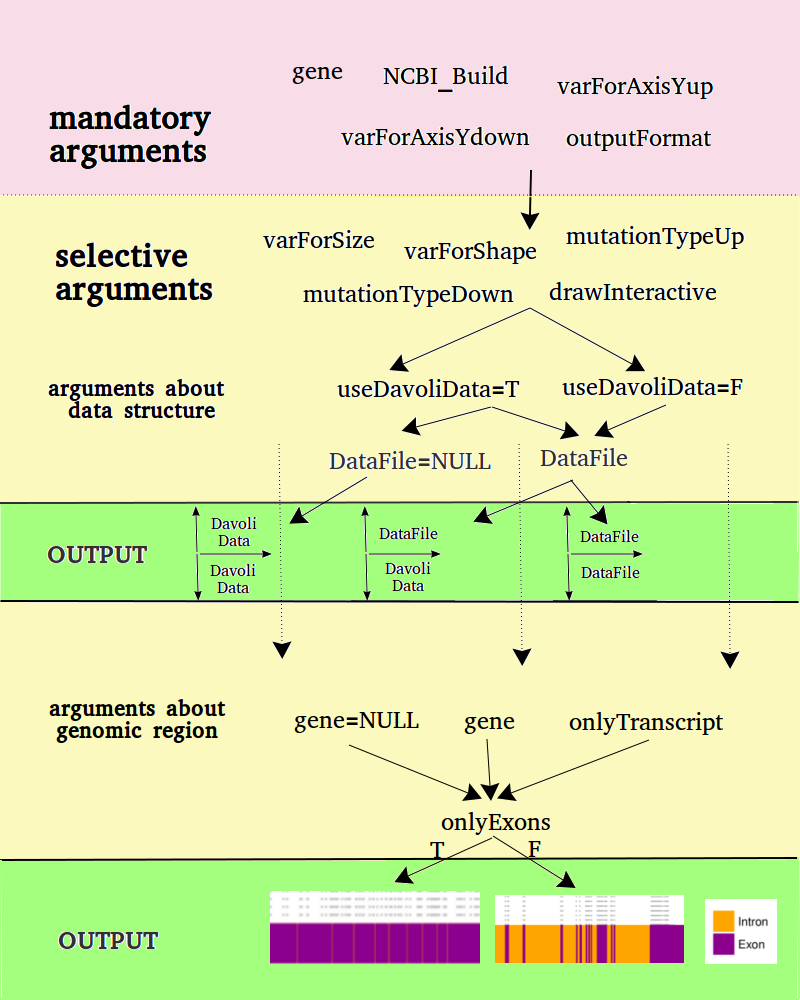 gene
NCBI_Build
varForAxisYup
mandatory
arguments
varForAxisYdown
outputFormat
selective
arguments
varForSize
varForShape
mutationTypeUp
mutationTypeDown
drawInteractive
arguments about
data structure
useDavoliData=T
useDavoliData=F
DataFile=NULL
DataFile
OUTPUT
Davoli
Data
Davoli
Data
DataFile
Davoli
Data
DataFile
DataFile
arguments about
genomic region
gene=NULL
gene
onlyTranscript
onlyExons
T
F
OUTPUT
Intron
Exon